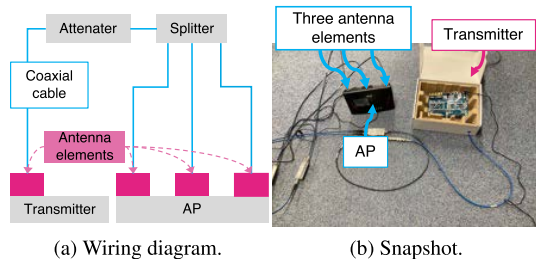 Attenater
Splitter
Coaxial
cable
Antenna
elements
Transmitter
AP
(a) Wiring diagram.
Three antenna
elements
Transmitter
AP
(b) Snapshot.